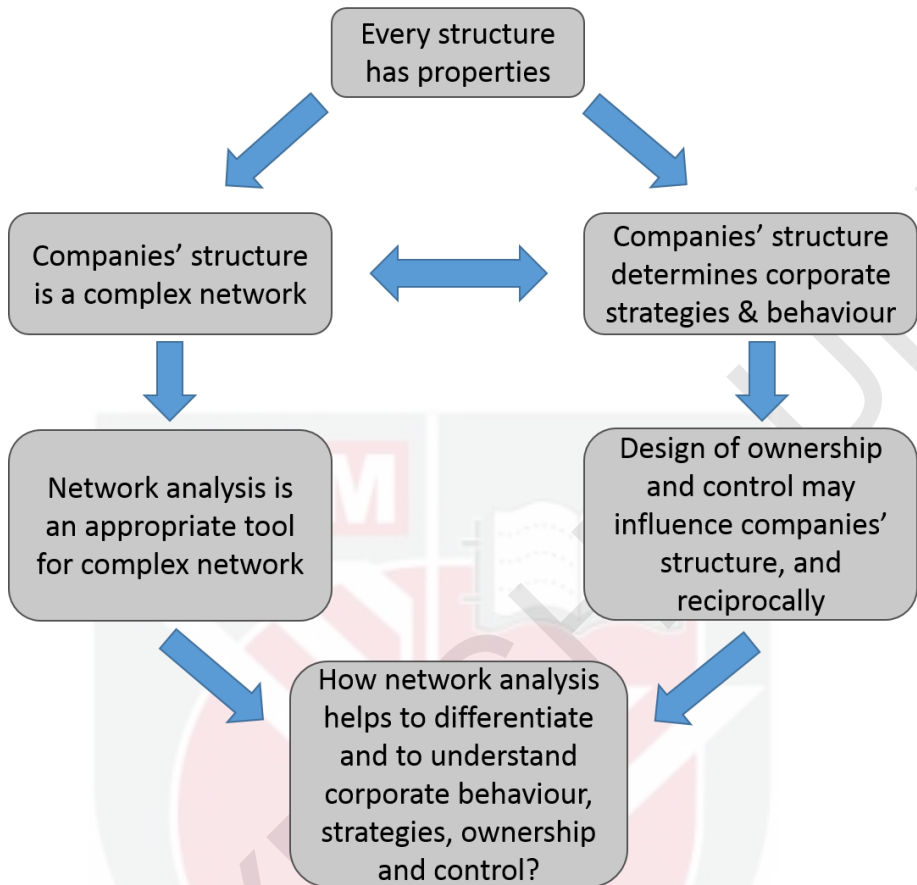 Every structure
has properties
Companies' structure
is a complex network
Companies' structure
determines corporate
strategies & behaviour
Network analysis is
an appropriate tool
for complex network
Design of ownership
and control may
influence companies'
structure, and
reciprocally
How network analysis
helps to differentiate
and to understand
corporate behaviour,
strategies, ownership
and control?